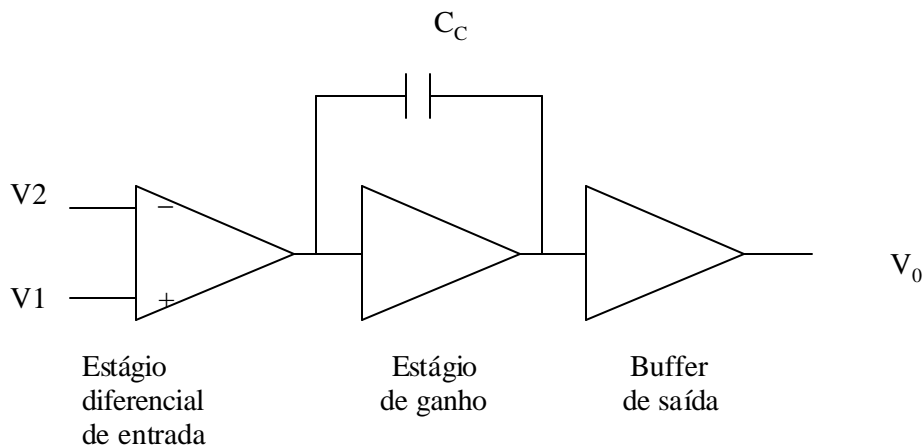 C_C
V2
−
V1
+
V_0
Estágio
diferencial
de entrada
Estágio
de ganho
Buffer
de saída